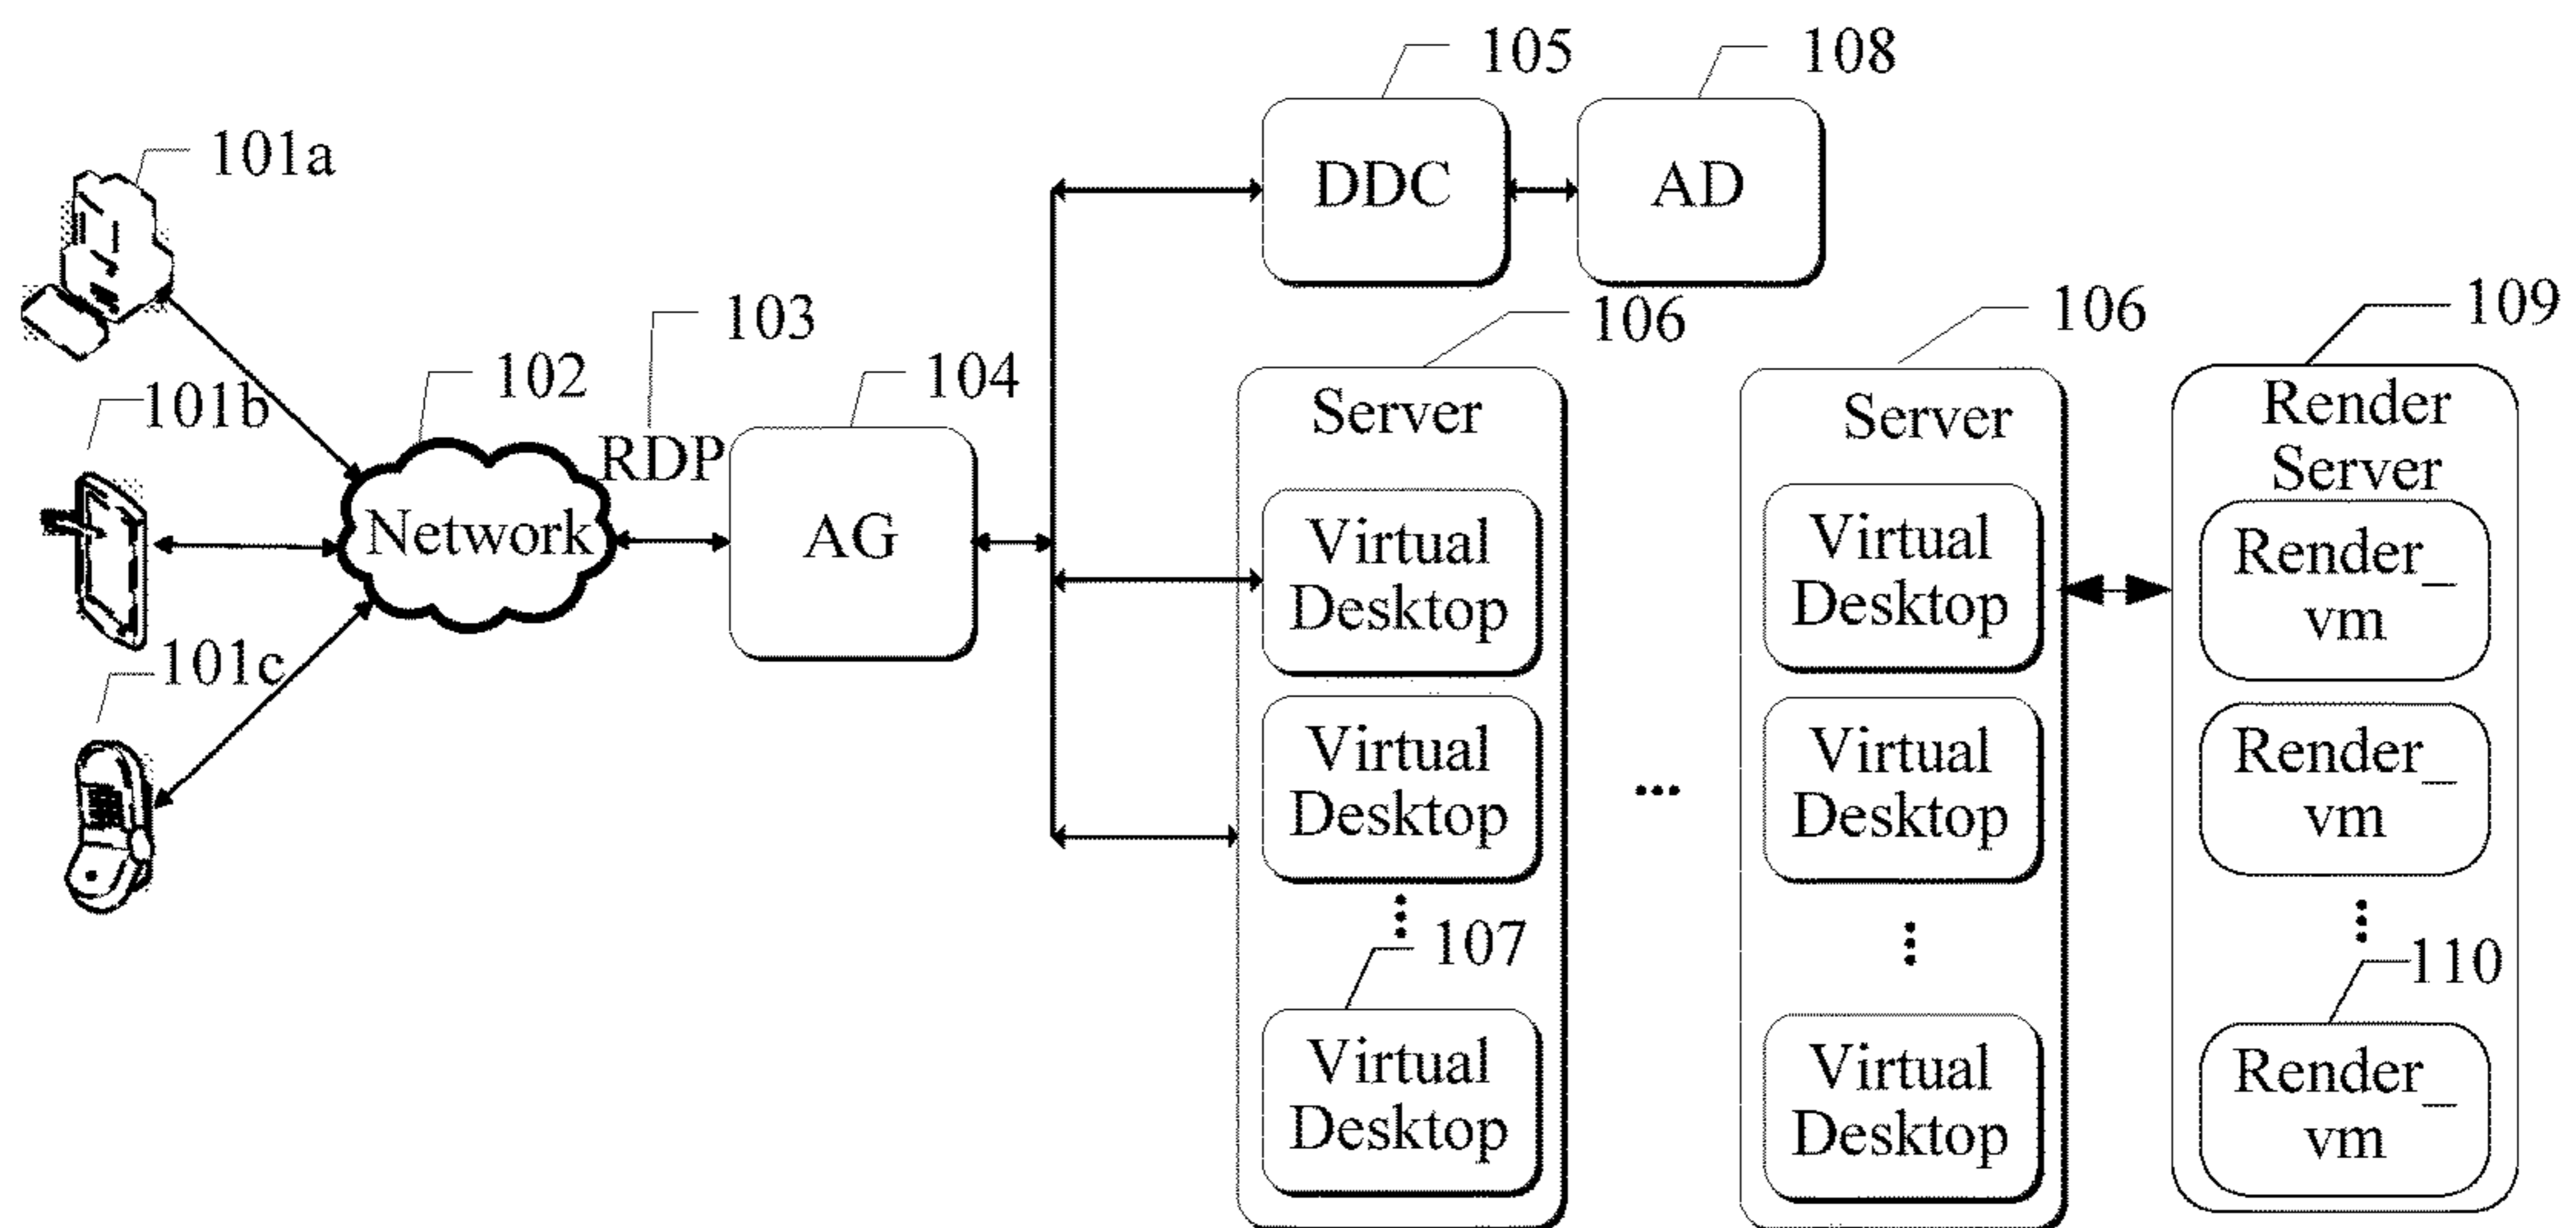 105
108
101a
DDC
AD
103
106
106
109
102
104
101b
RDP
Network
AG
101c
Server
Virtual
Desktop
Virtual
Desktop
107
Virtual
Desktop
...
Server
Virtual
Desktop
Virtual
Desktop
Virtual
Desktop
Render
Server
Render_
vm
Render_
vm
110
Render_
vm